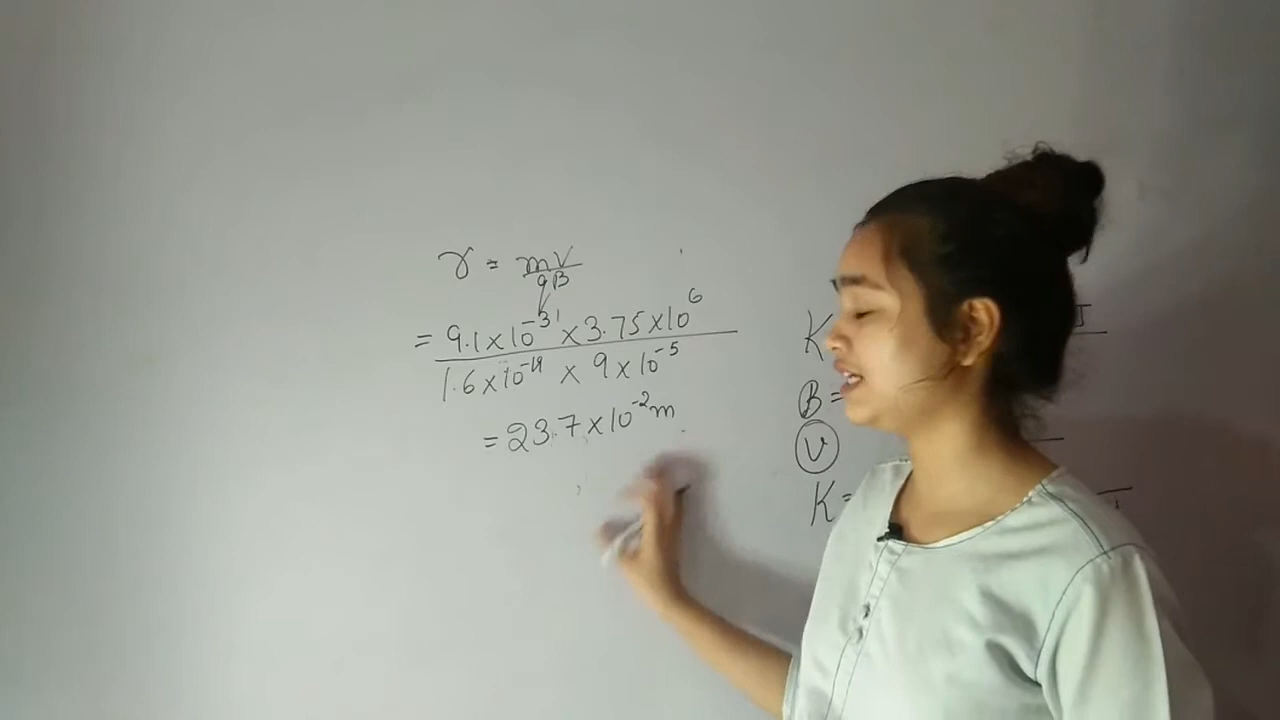 r = mV
qB
= 9.1×10⁻³¹ × 3.75×10⁶
1.6×10⁻¹⁹ × 9×10⁻⁵
= 23.7×10⁻²m
K
B=
V
K=